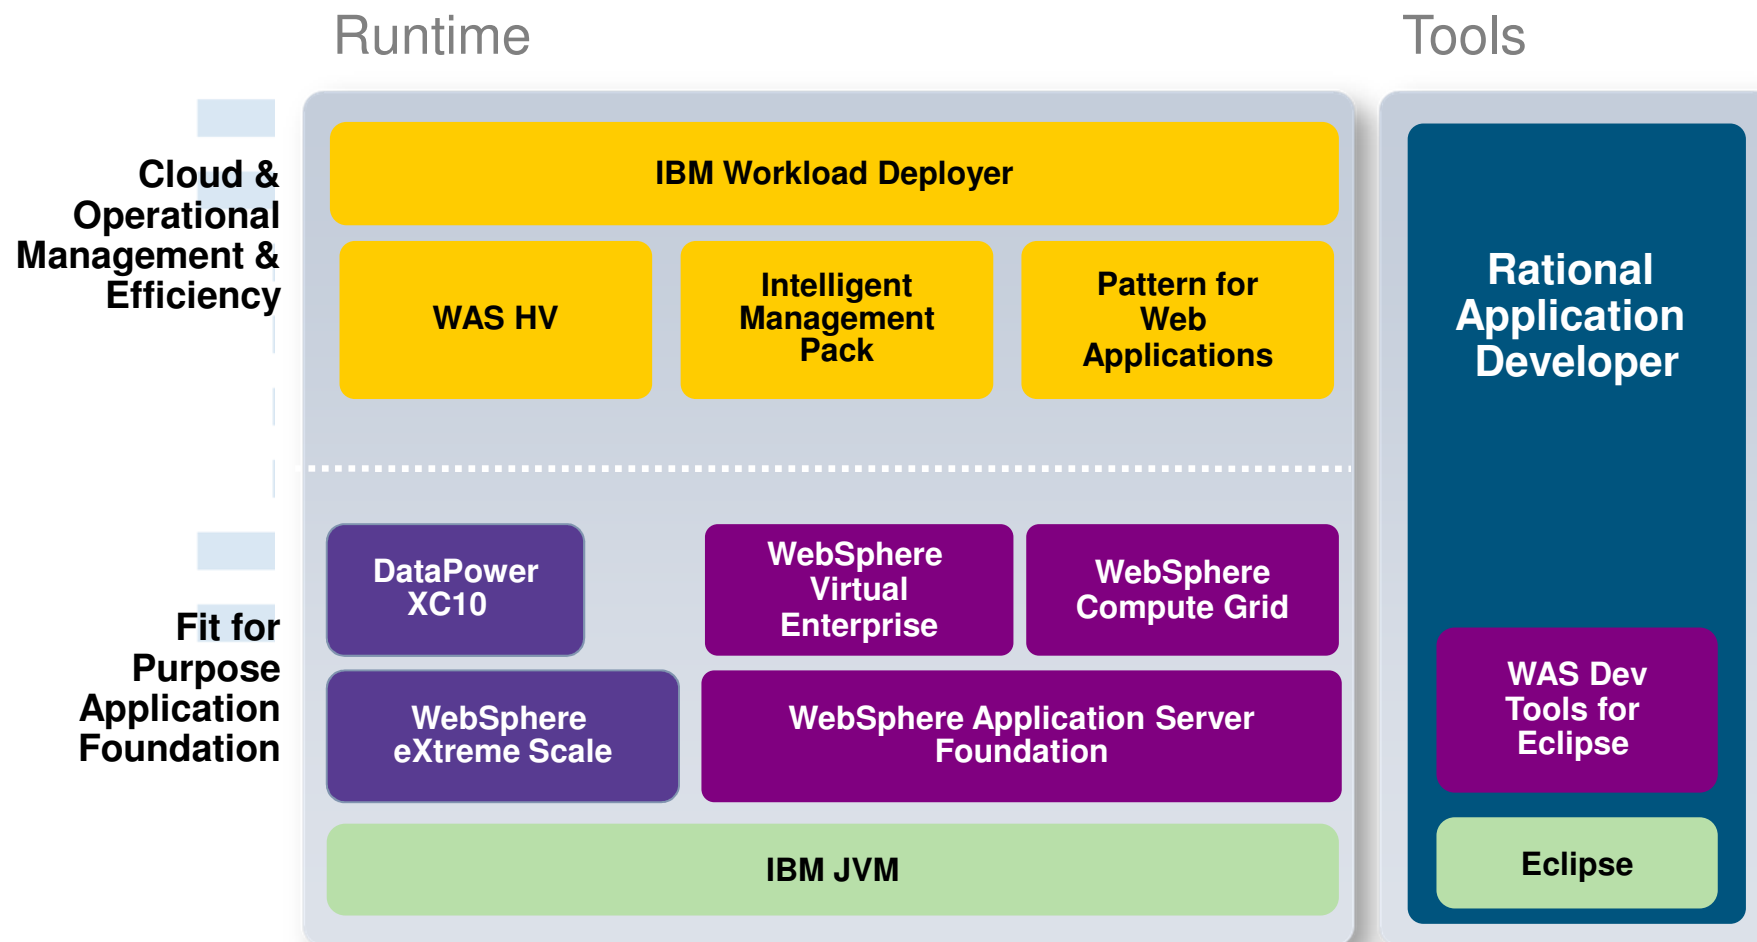 Runtime
Tools
Cloud &
Operational
Management &
Efficiency
IBM Workload Deployer
WAS HV
Intelligent
Management
Pack
Pattern for
Web
Applications
Rational
Application
Developer
Fit for
Purpose
Application
Foundation
DataPower
XC10
WebSphere
Virtual
Enterprise
WebSphere
Compute Grid
WebSphere
eXtreme Scale
WebSphere Application Server
Foundation
WAS Dev
Tools for
Eclipse
IBM JVM
Eclipse